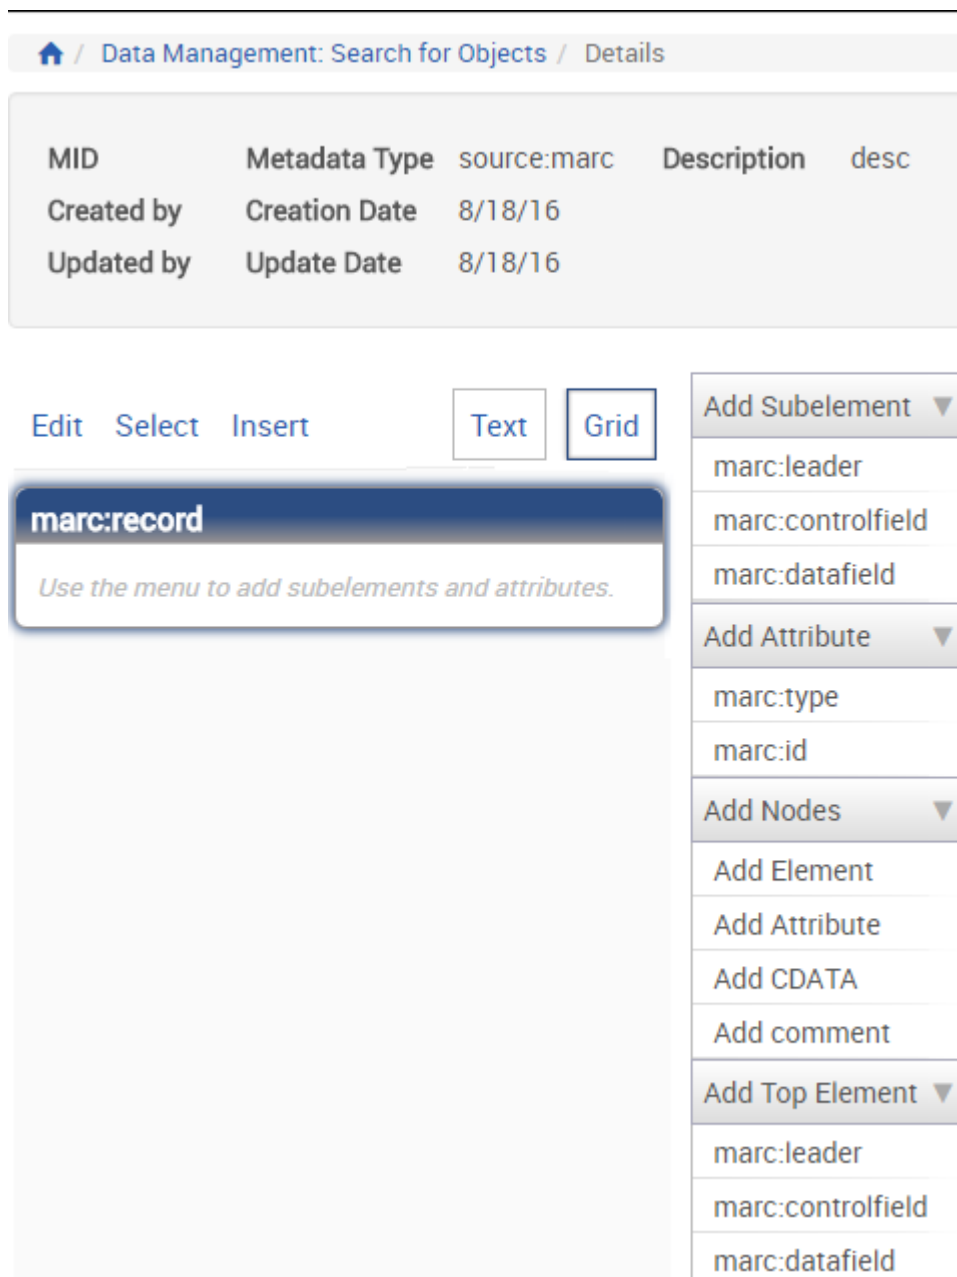 / Data Management: Search for Objects / Details
MID Metadata Type source:marc Description desc
Created by Creation Date 8/18/16
Updated by Update Date 8/18/16
Edit Select Insert Text Grid
marc:record
Use the menu to add subelements and attributes.
Add Subelement
marc:leader
marc:controlfield
marc:datafield
Add Attribute
marc:type
marc:id
Add Nodes
Add Element
Add Attribute
Add CDATA
Add comment
Add Top Element
marc:leader
marc:controlfield
marc:datafield